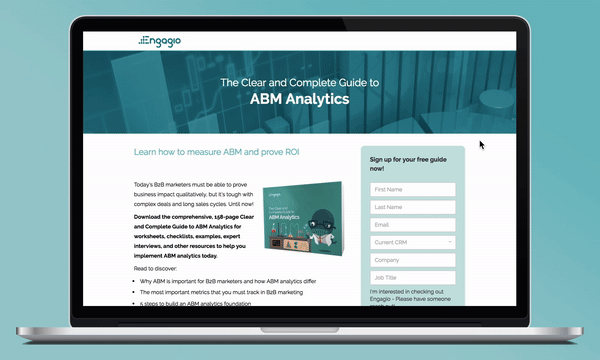 Engagio
The Clear and Complete Guide to
ABM Analytics
Learn how to measure ABM and prove ROI
Today's B2B marketers must be able to prove
business impact qualitatively, but it's tough with
complex deals and long sales cycles. Until now!
Download the comprehensive, 158-page Clear
and Complete Guide to ABM Analytics for
worksheets, checklists, examples, expert
interviews, and other resources to help you
implement ABM analytics today.
Read to discover:
• Why ABM is important for B2B marketers and how ABM analytics differ
• The most important metrics that you must track in B2B marketing
• 5 steps to build an ABM analytics foundation
Engagio
The Clear and
Complete Guide to
ABM Analytics
Sign up for your free guide
now!
First Name
Last Name
Email
Current CRM
Company
Job Title
I'm interested in checking out
Engagio - Please have someone